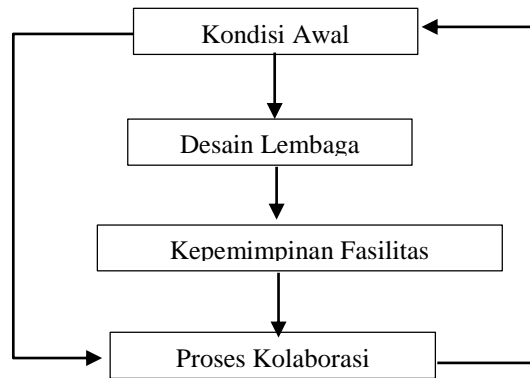 Kondisi Awal
Desain Lembaga
Kepemimpinan Fasilitas
Proses Kolaborasi